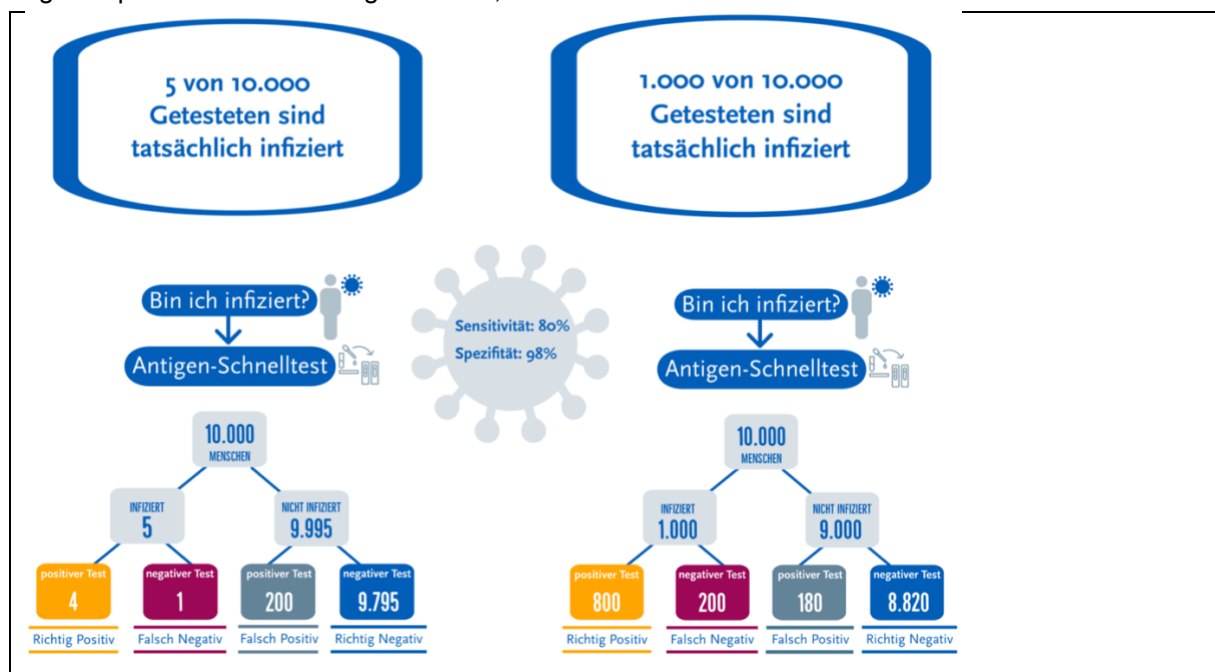 5 von 10.000
Getesteten sind
tatsächlich infiziert
1.000 von 10.000
Getesteten sind
tatsächlich infiziert
Bin ich infiziert?
Antigen-Schnelltest
Sensitivität: 80%
Spezifität: 98%
Bin ich infiziert?
Antigen-Schnelltest
10.000
MENSCHEN
INFIZIERT
5
NICHT INFIZIERT
9.995
positiver Test
4
Richtig Positiv
negativer Test
1
Falsch Negativ
positiver Test
200
Falsch Positiv
negativer Test
9.795
Richtig Negativ
10.000
MENSCHEN
INFIZIERT
1.000
NICHT INFIZIERT
9.000
positiver Test
800
Richtig Positiv
negativer Test
200
Falsch Negativ
positiver Test
180
Falsch Positiv
negativer Test
8.820
Richtig Negativ